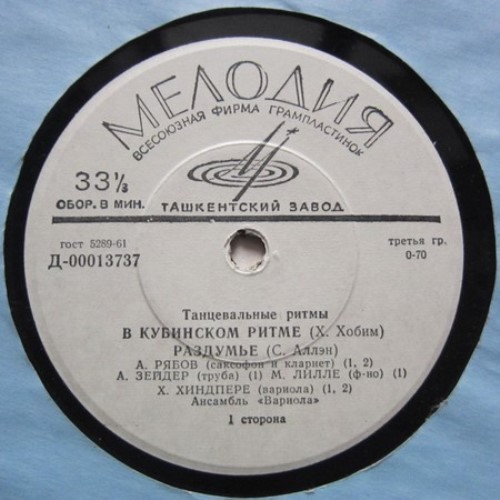 МЕЛОДИЯ
ВСЕСОЮЗНАЯ ФИРМА ГРАМПЛАСТИНОК
33⅓
ОБОР. В МИН.
ТАШКЕНТСКИЙ ЗАВОД
гост 5289-61
Д-00013737
третья гр.
0-70
Танцевальные ритмы
В КУБИНСКОМ РИТМЕ (Х. Хобим)
РАЗДУМЬЕ (С. Аллэн)
А. РЯБОВ (саксофон и кларнет) (1, 2)
А. ЗЕЙДЕР (труба) (1) М. ЛИЛЛЕ (ф-но) (1)
Х. ХИНДПЕРЕ (вариола) (1, 2)
Ансамбль «Вариола»
1 сторона